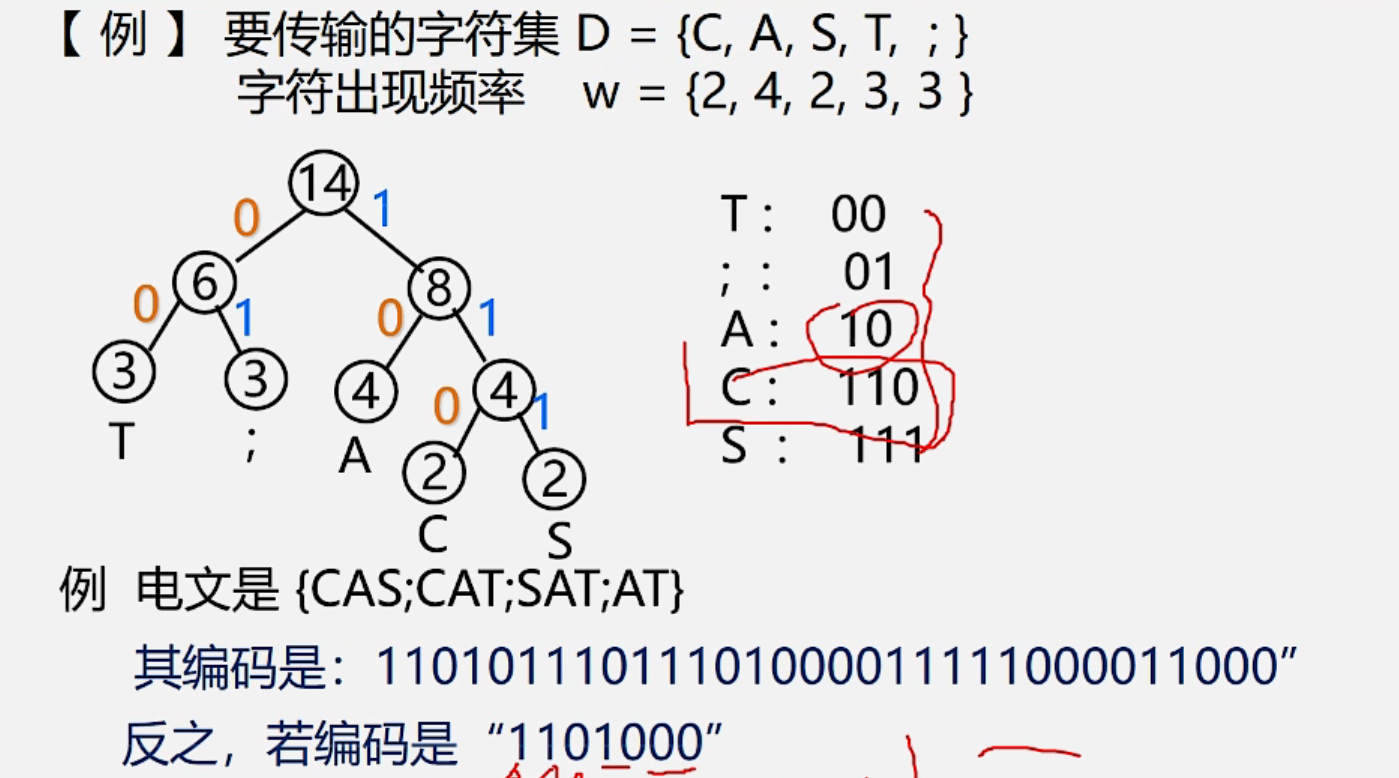 【 例 】 要传输的字符集 D = {C, A, S, T, ; }
字符出现频率 w = {2, 4, 2, 3, 3 }
14
0 1
6 8
0 1 0 1
3 3 4 4
T ; A 0 1
2 2
C S
T : 00
; : 01
A : 10
C : 110
S : 111
例 电文是 {CAS;CAT;SAT;AT}
其编码是：11010111011101000011111000011000”
反之，若编码是 “1101000”